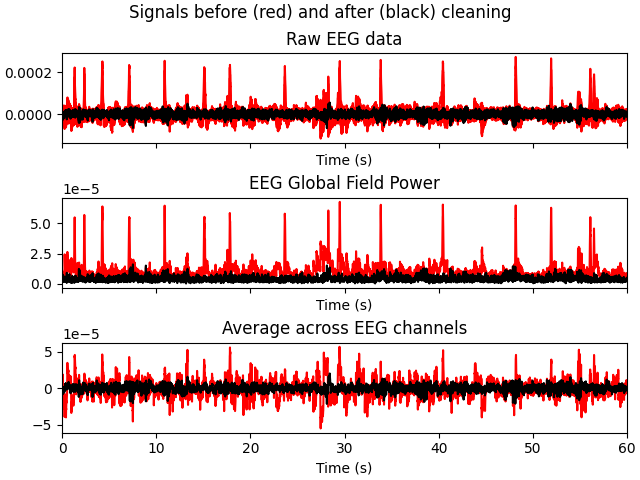 Signals before (red) and after (black) cleaning
Raw EEG data
0.0002
0.0000
Time (s)
EEG Global Field Power
1e−5
5.0
2.5
0.0
Time (s)
Average across EEG channels
1e−5
5
0
−5
0 10 20 30 40 50 60
Time (s)